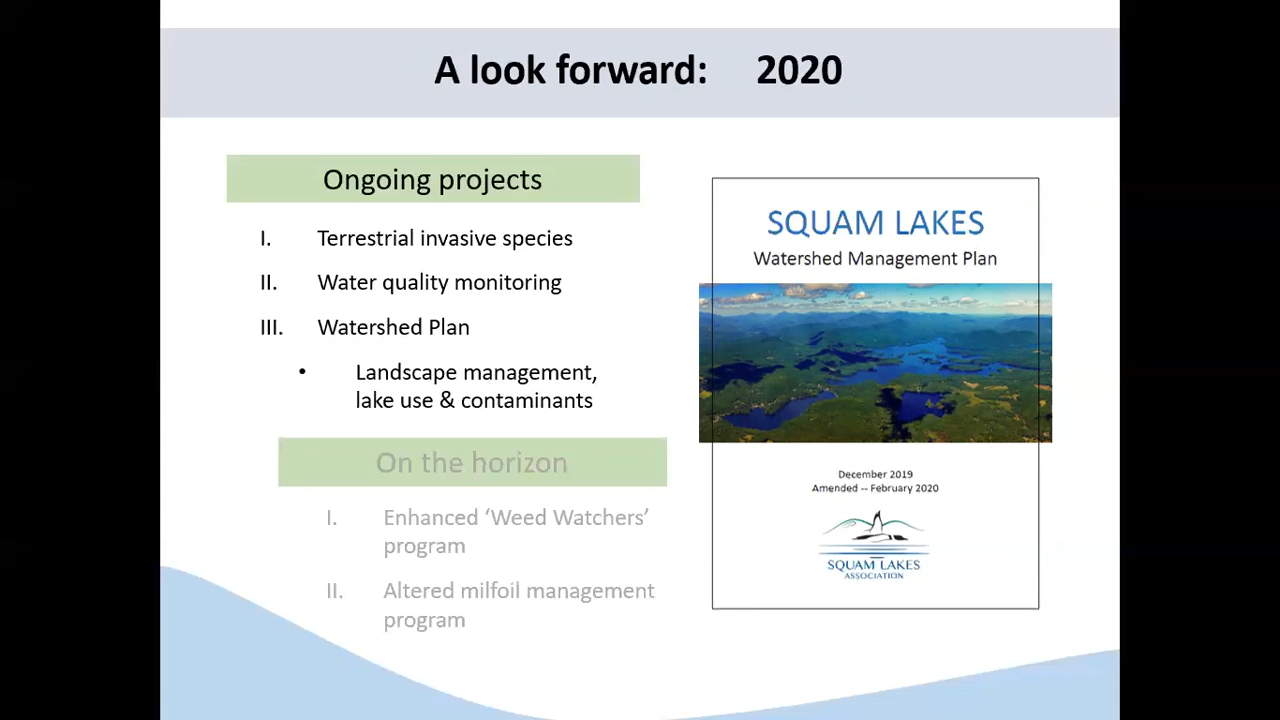 A look forward: 2020
Ongoing projects
I. Terrestrial invasive species
II. Water quality monitoring
III. Watershed Plan
• Landscape management,
lake use & contaminants
On the horizon
I. Enhanced ‘Weed Watchers’
program
II. Altered milfoil management
program
SQUAM LAKES
Watershed Management Plan
December 2019
Amended -- February 2020
SQUAM LAKES
ASSOCIATION